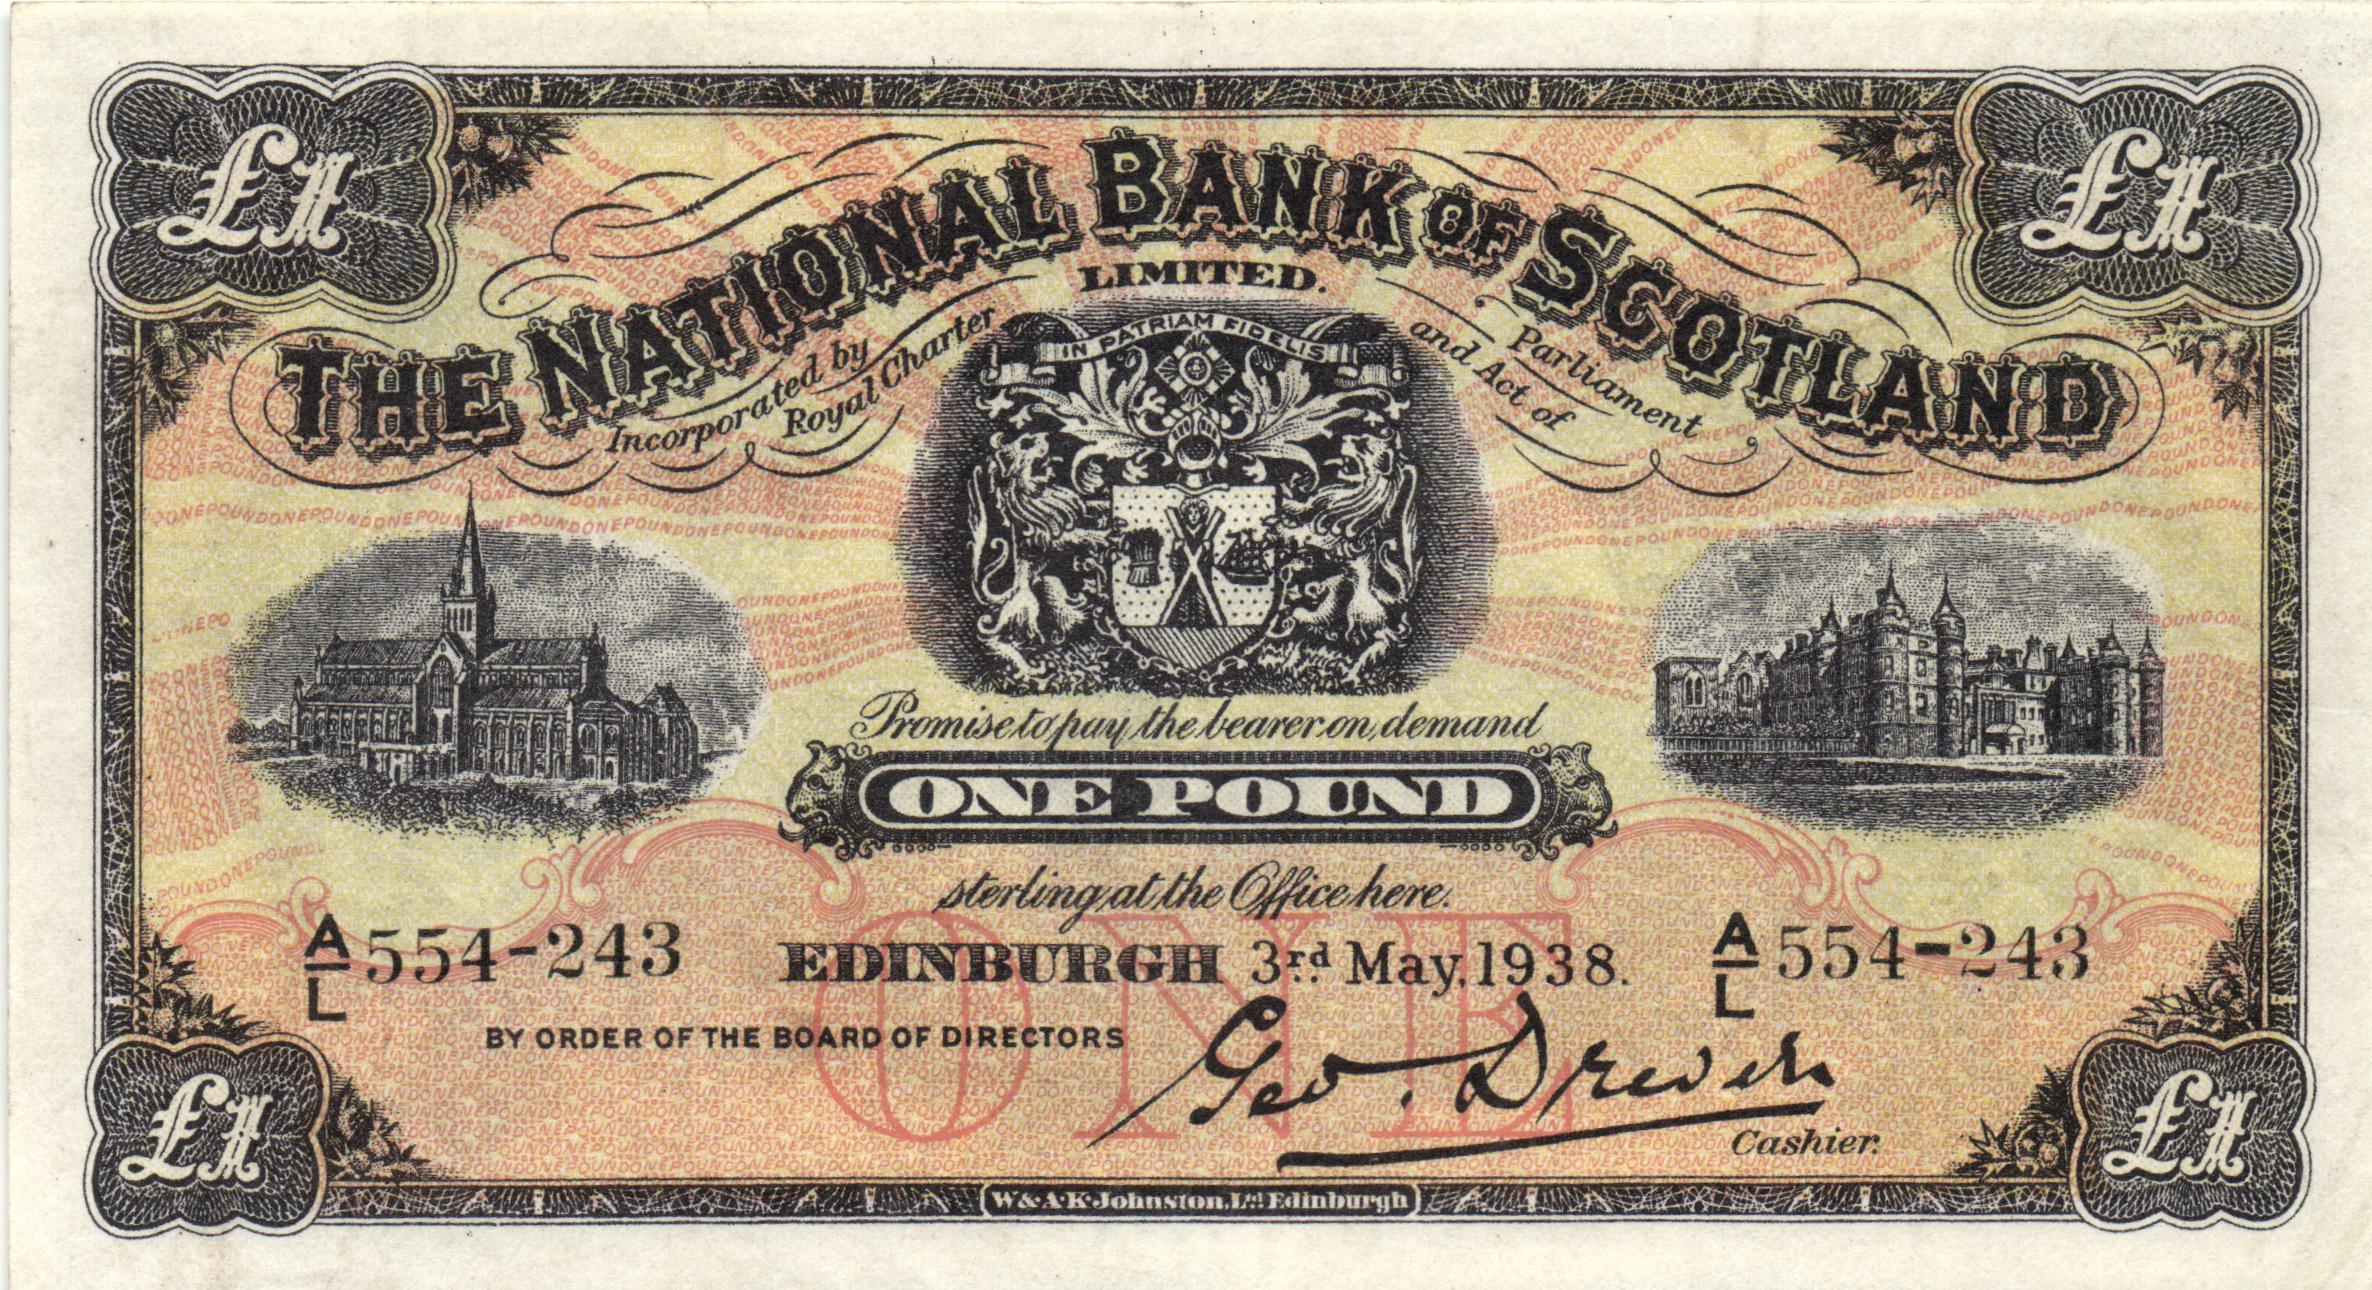 £1 £1
THE NATIONAL BANK OF SCOTLAND
LIMITED.
Incorporated by
Royal Charter
and Act of
Parliament
IN PATRIAM FIDELIS
Promise to pay the bearer on demand
ONE POUND
sterling at the Office here.
A/L 554-243
EDINBURGH 3rd May, 1938.
A/L 554-243
BY ORDER OF THE BOARD OF DIRECTORS
ONE
Geo. Drever
Cashier.
£1 £1
W. & A.K. Johnston, Ltd Edinburgh